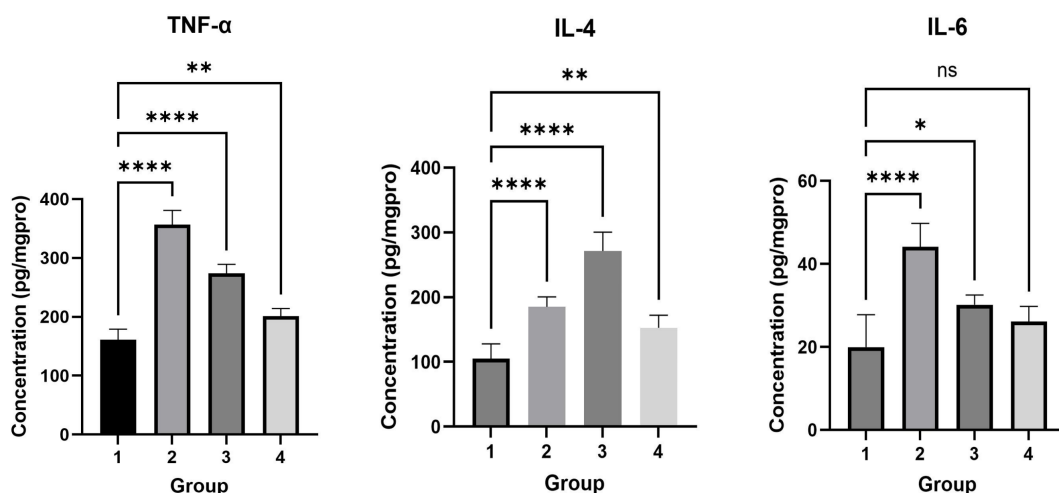 TNF-α
**
****
****
Concentration (pg/mgpro)
400
300
200
100
0
1 2 3 4
Group
IL-4
**
****
****
Concentration (pg/mgpro)
400
300
200
100
0
1 2 3 4
Group
IL-6
ns
*
****
Concentration (pg/mgpro)
60
40
20
0
1 2 3 4
Group